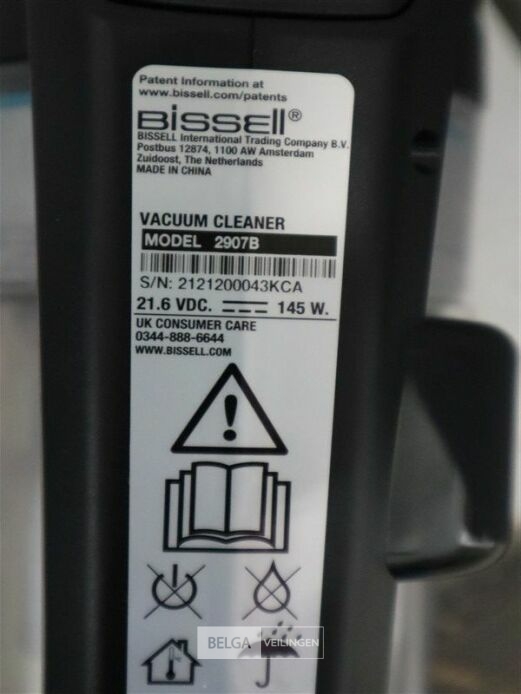 Patent Information at
www.bissell.com/patents
BISSELL®
BISSELL International Trading Company B.V.
Postbus 12874, 1100 AW Amsterdam
Zuidoost, The Netherlands
MADE IN CHINA
VACUUM CLEANER
MODEL 2907B
S/N: 2121200043KCA
21.6 VDC. 145 W.
UK CONSUMER CARE
0344-888-6644
WWW.BISSELL.COM
BELGA VEILINGEN